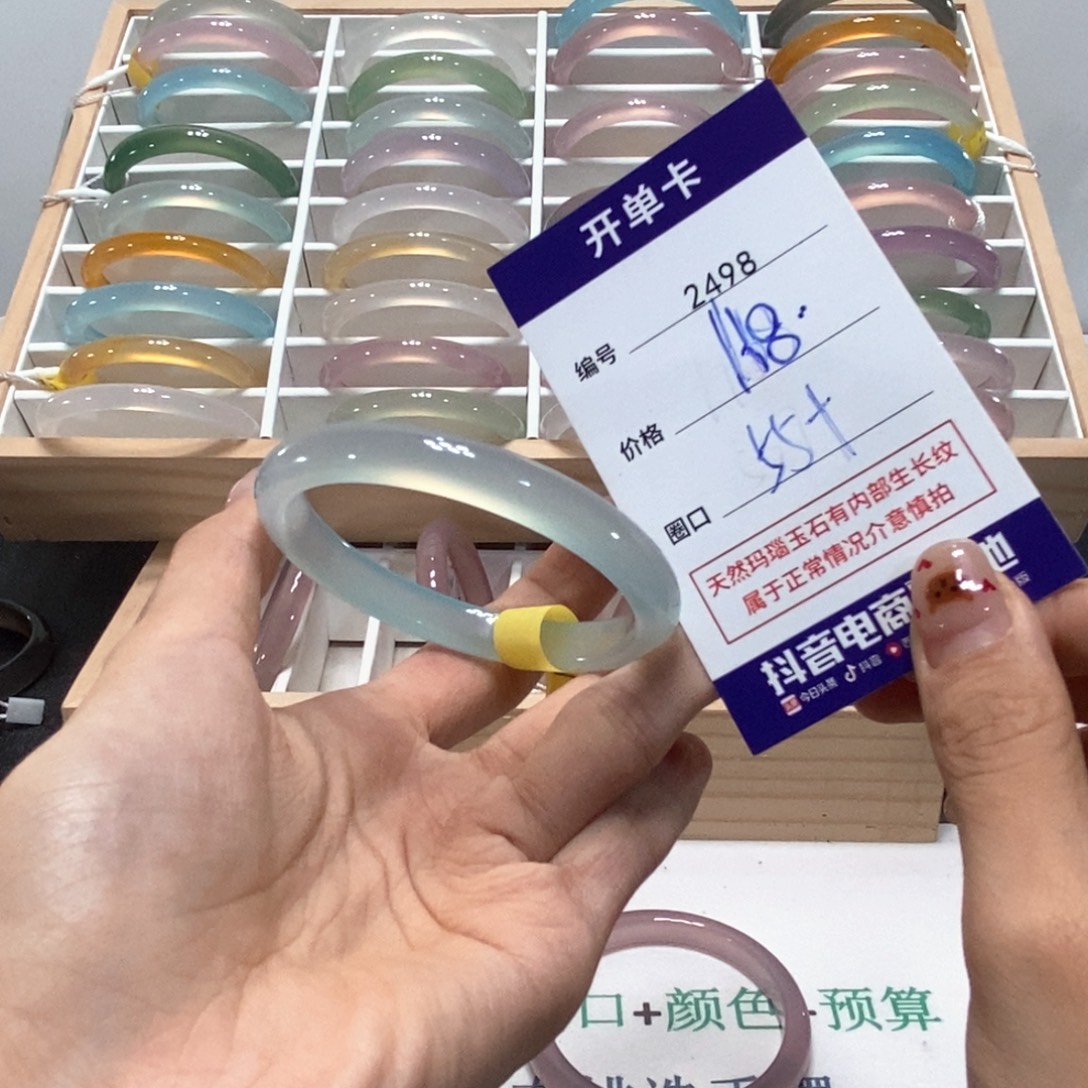 开单卡
编号 2498
价格
圈口 55+
天然玛瑙玉石有内部生长纹
属于正常情况介意慎拍
抖音电商
今日头条 抖音
口+颜色+预算